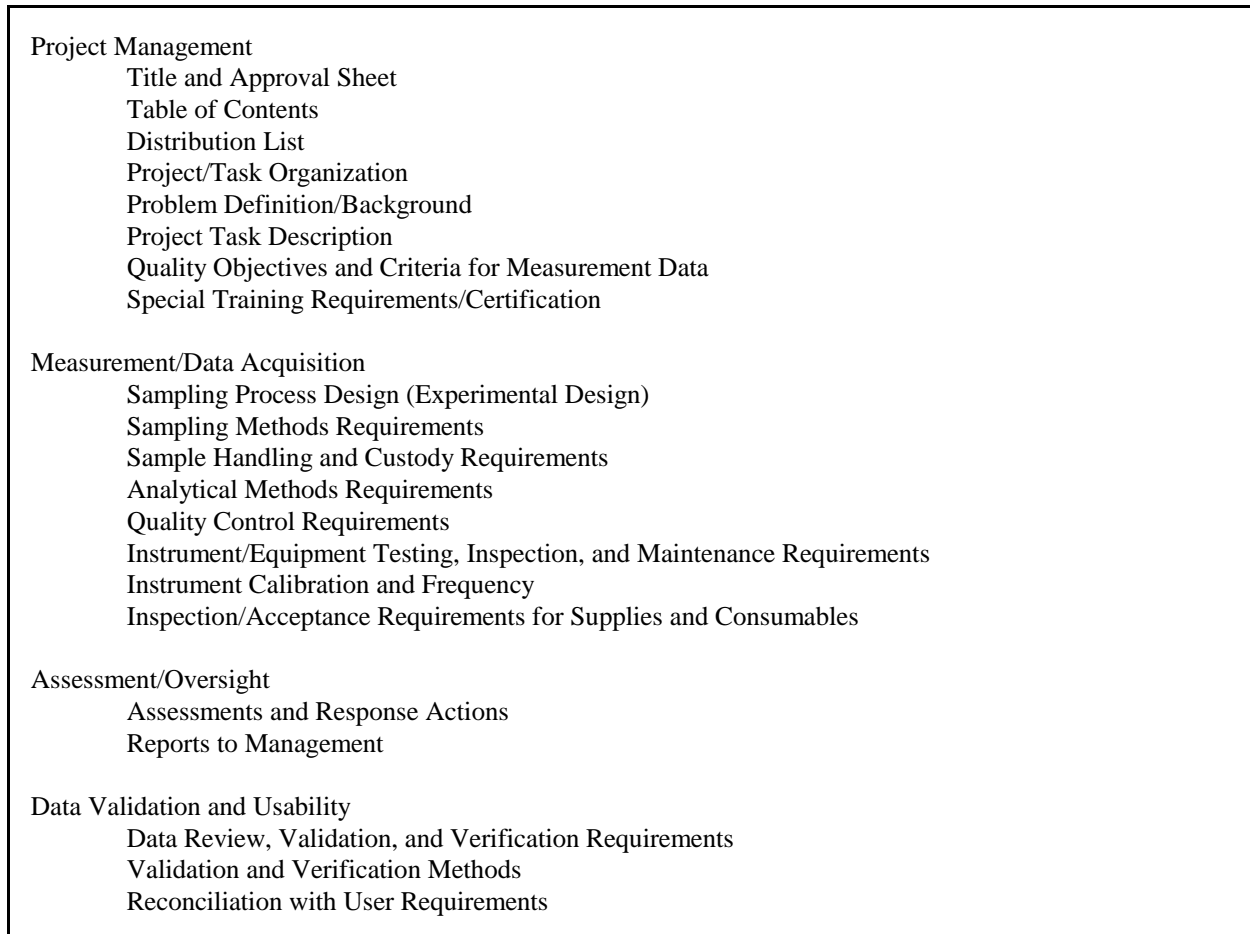 Project Management
Title and Approval Sheet
Table of Contents
Distribution List
Project/Task Organization
Problem Definition/Background
Project Task Description
Quality Objectives and Criteria for Measurement Data
Special Training Requirements/Certification
Measurement/Data Acquisition
Sampling Process Design (Experimental Design)
Sampling Methods Requirements
Sample Handling and Custody Requirements
Analytical Methods Requirements
Quality Control Requirements
Instrument/Equipment Testing, Inspection, and Maintenance Requirements
Instrument Calibration and Frequency
Inspection/Acceptance Requirements for Supplies and Consumables
Assessment/Oversight
Assessments and Response Actions
Reports to Management
Data Validation and Usability
Data Review, Validation, and Verification Requirements
Validation and Verification Methods
Reconciliation with User Requirements